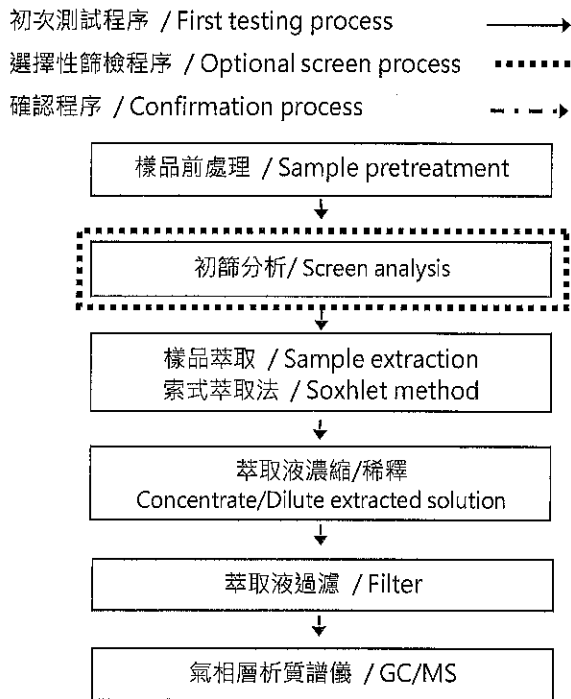 初次測試程序 / First testing process
選擇性篩檢程序 / Optional screen process
確認程序 / Confirmation process
樣品前處理 / Sample pretreatment
初篩分析/ Screen analysis
樣品萃取 / Sample extraction
索式萃取法 / Soxhlet method
萃取液濃縮/稀釋
Concentrate/Dilute extracted solution
萃取液過濾 / Filter
氣相層析質譜儀 / GC/MS